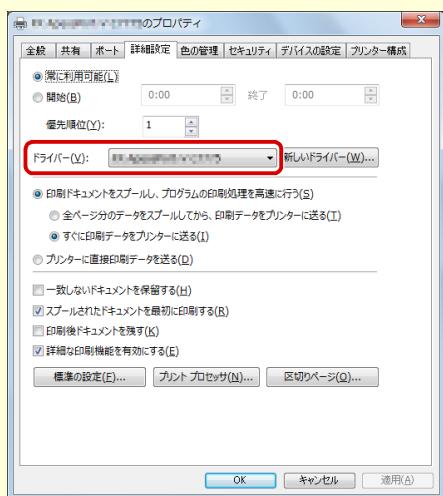 のプロパティ
全般 共有 ポート 詳細設定 色の管理 セキュリティ デバイスの設定 プリンター構成
常に利用可能(L)
開始(B) 0:00 終了 0:00
優先順位(Y): 1
ドライバー(V): 新しいドライバー(W)...
印刷ドキュメントをスプールし、プログラムの印刷処理を高速に行う(S)
全ページ分のデータをスプールしてから、印刷データをプリンターに送る(T)
すぐに印刷データをプリンターに送る(I)
プリンターに直接印刷データを送る(D)
一致しないドキュメントを保留する(H)
スプールされたドキュメントを最初に印刷する(R)
印刷後ドキュメントを残す(K)
詳細な印刷機能を有効にする(E)
標準の設定(F)... プリント プロセッサ(N)... 区切りページ(O)...
OK キャンセル 適用(A)